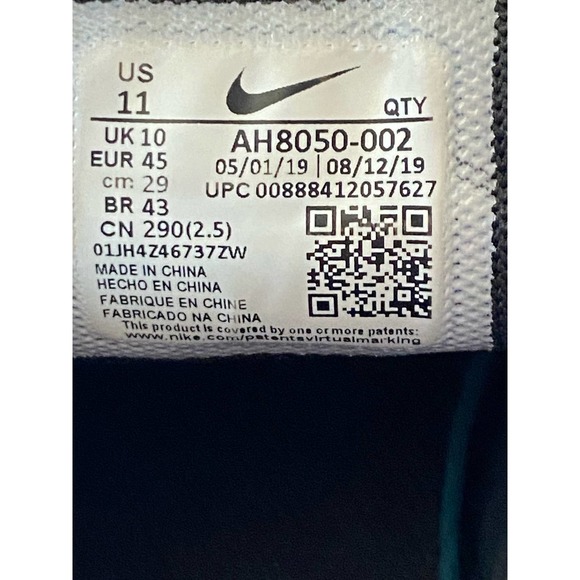 US
11
QTY
UK 10
AH8050-002
EUR 45
05/01/19 | 08/12/19
cm: 29
UPC 00888412057627
BR 43
CN 290(2.5)
01JH4Z46737ZW
MADE IN CHINA
HECHO EN CHINA
FABRIQUE EN CHINE
FABRICADO NA CHINA
This product is covered by one or more patents:
www.nike.com/patentsvirtualmarking